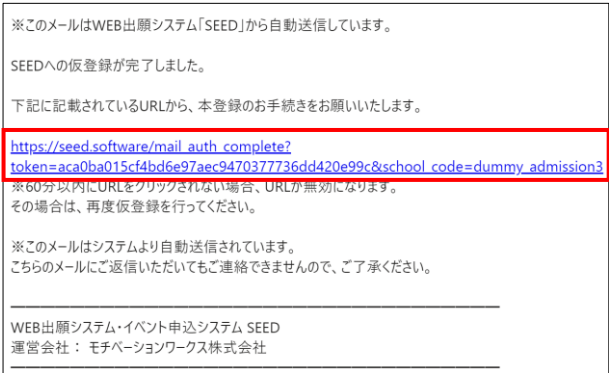 ※このメールはWEB出願システム「SEED」から自動送信しています。
SEEDへの仮登録が完了しました。
下記に記載されているURLから、本登録のお手続きをお願いいたします。
https://seed.software/mail_auth_complete?
token=aca0ba015cf4bd6e97aec9470377736dd420e99c&school_code=dummy_admission3
※60分以内にURLをクリックされない場合、URLが無効になります。
その場合は、再度仮登録を行ってください。
※このメールはシステムより自動送信されています。
こちらのメールにご返信いただいてもご連絡できませんので、ご了承ください。
WEB出願システム・イベント申込システム SEED
運営会社： モチベーションワークス株式会社